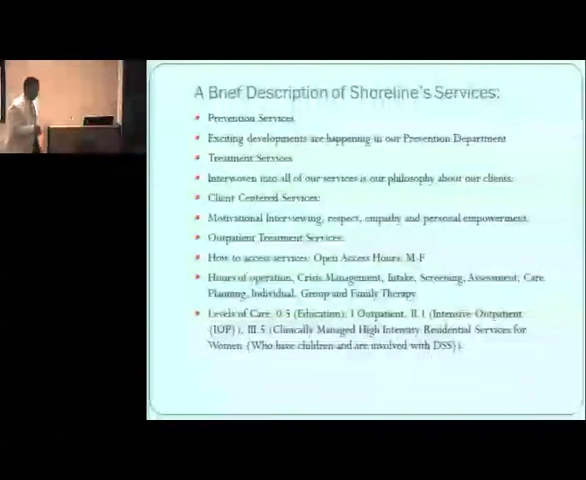 A Brief Description of Shoreline's Services:
Prevention Services
Exciting developments are happening in our Prevention Department
Treatment Services
Interwoven into all of our services is our philosophy about our clients.
Client Centered Services:
Motivational Interviewing, respect, empathy and personal empowerment.
Outpatient Treatment Services:
How to access services: Open Access Hours: M-F
Hours of operation, Crisis Management, Intake, Screening, Assessment, Care
Planning, Individual, Group and Family Therapy
Levels of Care: 0.5 (Education), I Outpatient, II.1 (Intensive Outpatient
(IOP)), III.5 (Clinically Managed High Intensity Residential Services for
Women {Who have children and are involved with DSS}).